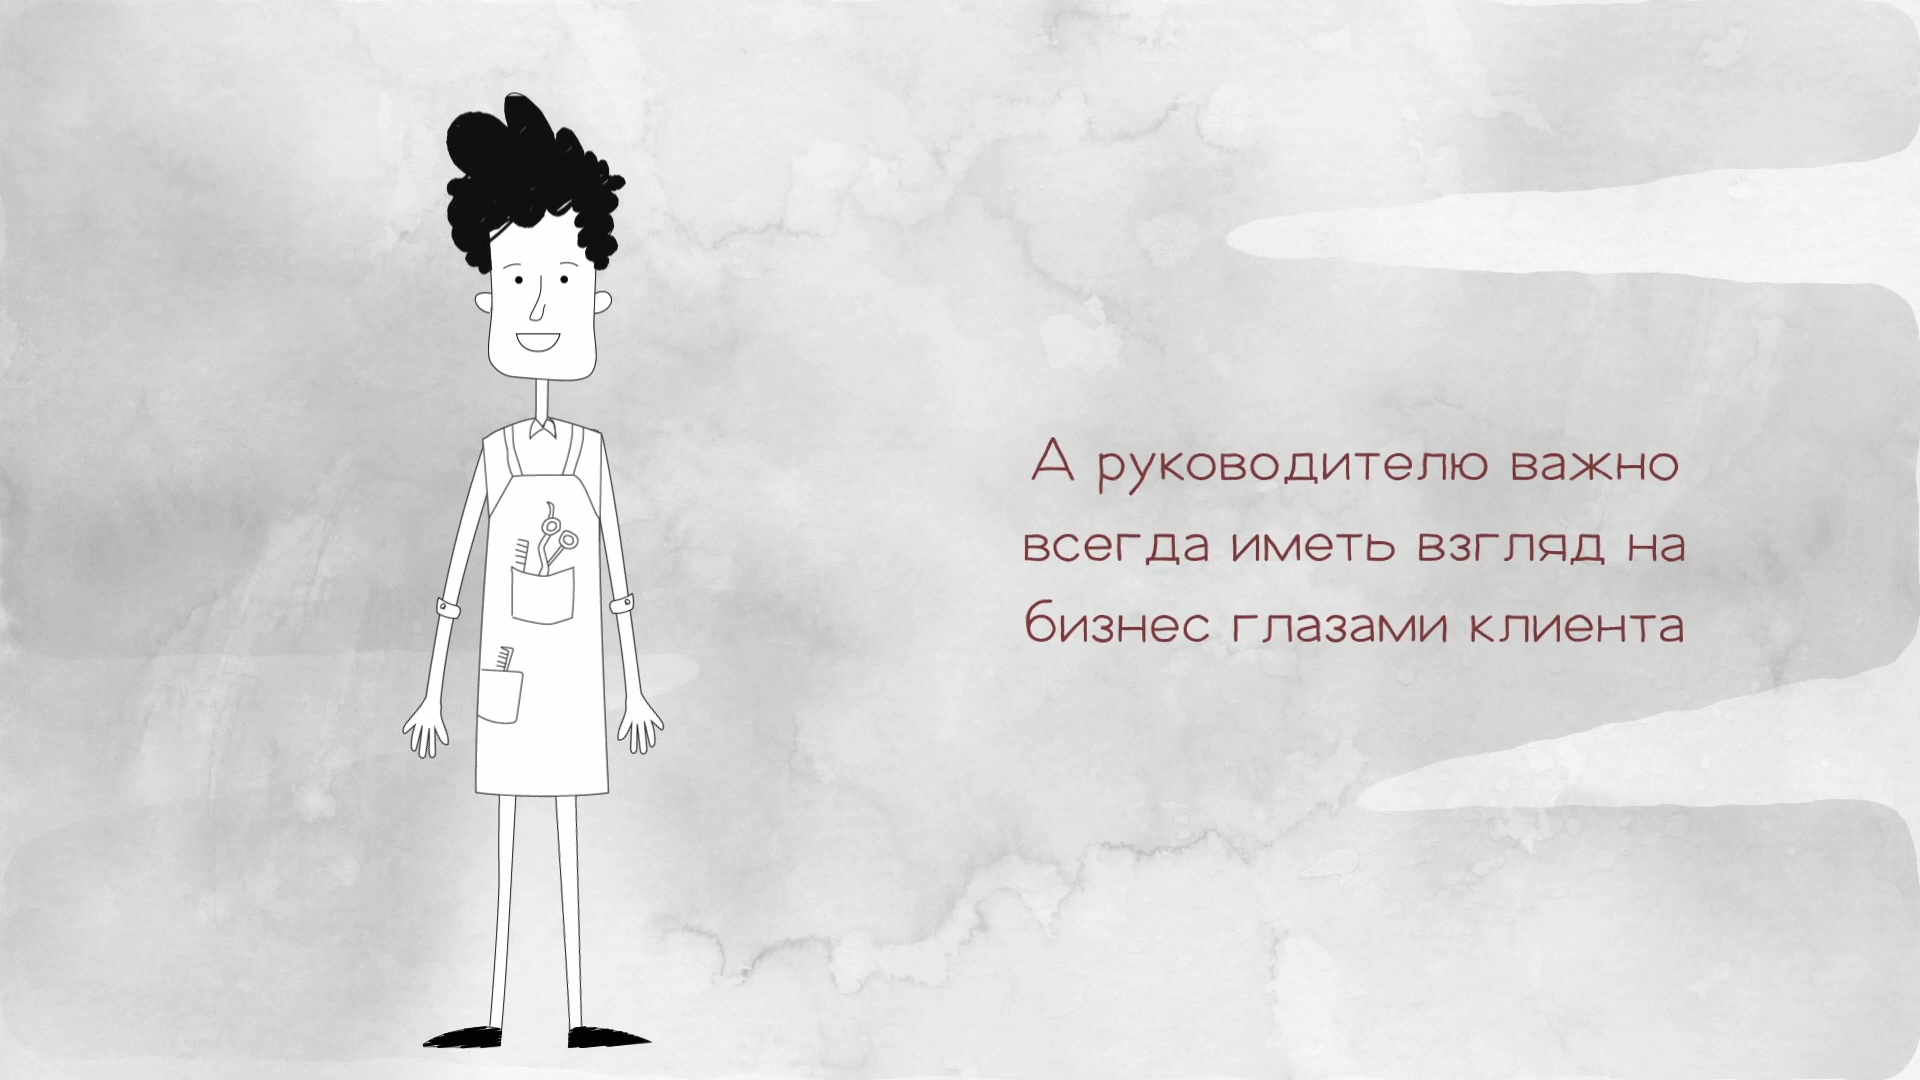 А руководителю важно
всегда иметь взгляд на
бизнес глазами клиента